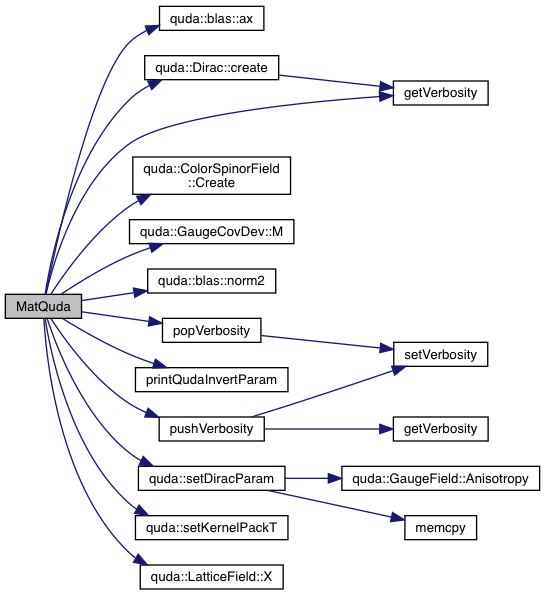 quda::blas::ax
quda::Dirac::create
getVerbosity
quda::ColorSpinorField
::Create
quda::GaugeCovDev::M
quda::blas::norm2
MatQuda
popVerbosity
setVerbosity
printQudaInvertParam
pushVerbosity
getVerbosity
quda::setDiracParam
quda::GaugeField::Anisotropy
quda::setKernelPackT
memcpy
quda::LatticeField::X